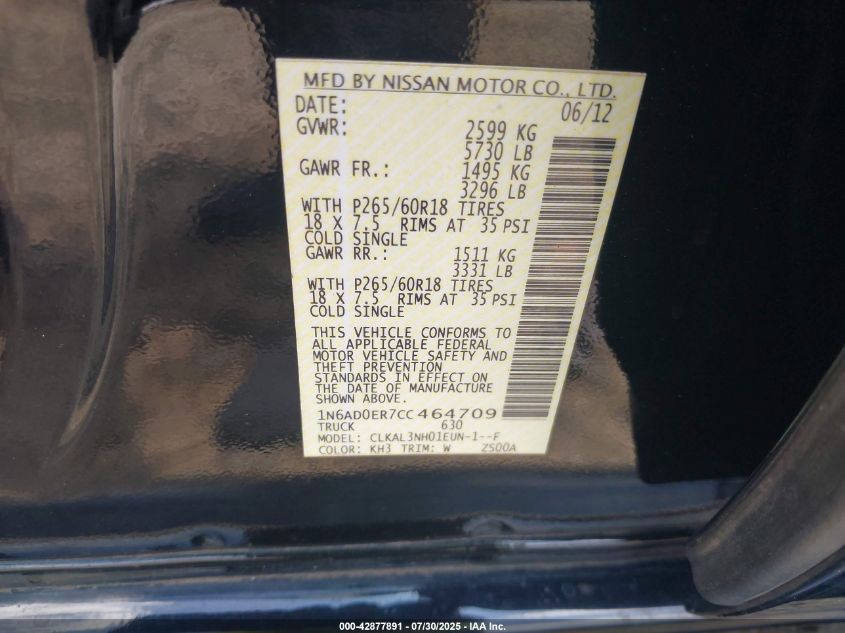 MFD BY NISSAN MOTOR CO., LTD.
DATE: 06/12
GVWR: 2599 KG
5730 LB
GAWR FR.: 1495 KG
3296 LB
WITH P265/60R18 TIRES
18 X 7.5 RIMS AT 35 PSI
COLD SINGLE
GAWR RR.: 1511 KG
3331 LB
WITH P265/60R18 TIRES
18 X 7.5 RIMS AT 35 PSI
COLD SINGLE
THIS VEHICLE CONFORMS TO
ALL APPLICABLE FEDERAL
MOTOR VEHICLE SAFETY AND
THEFT PREVENTION
STANDARDS IN EFFECT ON
THE DATE OF MANUFACTURE
SHOWN ABOVE.
1N6AD0ER7CC464709
TRUCK 630
MODEL: CLKAL3NH01EUN-1--F
COLOR: KH3 TRIM: W 2S00A
000-42877891 - 07/30/2025 - IAA Inc.